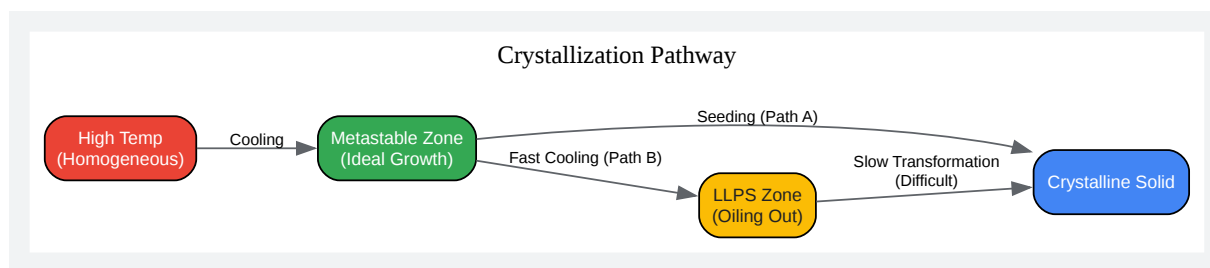 Crystallization Pathway
High Temp
(Homogeneous)
Cooling
Metastable Zone
(Ideal Growth)
Seeding (Path A)
Fast Cooling (Path B)
LLPS Zone
(Oiling Out)
Slow Transformation
(Difficult)
Crystalline Solid